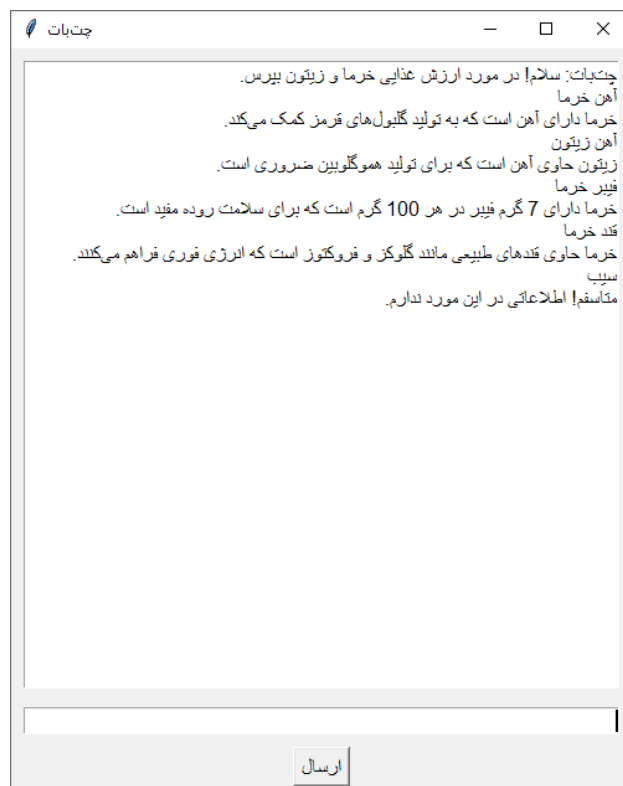 چت‌بات
چت‌بات: سلام! در مورد ارزش غذایی خرما و زیتون بپرس.
آهن خرما
خرما دارای آهن است که به تولید گلبول‌های قرمز کمک می‌کند.
آهن زیتون
زیتون حاوی آهن است که برای تولید هموگلوبین ضروری است.
فیبر خرما
خرما دارای 7 گرم فیبر در هر 100 گرم است که برای سلامت روده مفید است.
قند خرما
خرما حاوی قندهای طبیعی مانند گلوکز و فروکتوز است که انرژی فوری فراهم می‌کنند.
سیب
متاسفم! اطلاعاتی در این مورد ندارم.
ارسال